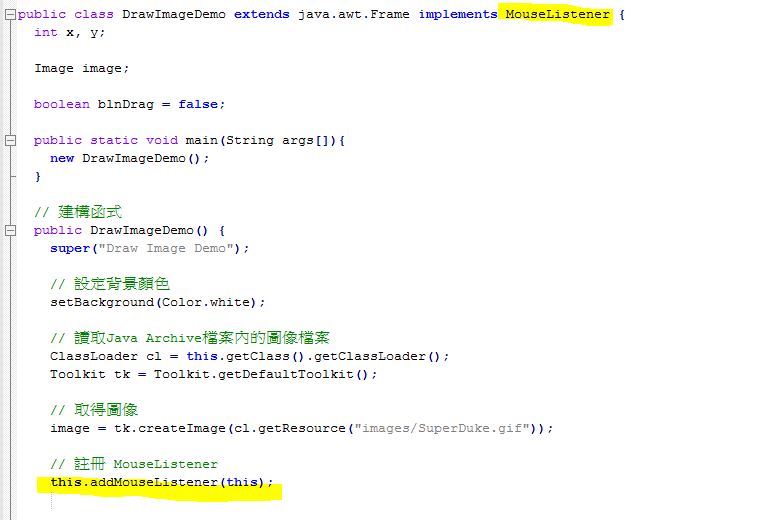 public class DrawImageDemo extends java.awt.Frame implements MouseListener {
int x, y;
Image image;
boolean blnDrag = false;
public static void main(String args[]){
new DrawImageDemo();
}
// 建構函式
public DrawImageDemo() {
super("Draw Image Demo");
// 設定背景顏色
setBackground(Color.white);
// 讀取Java Archive檔案內的圖像檔案
ClassLoader cl = this.getClass().getClassLoader();
Toolkit tk = Toolkit.getDefaultToolkit();
// 取得圖像
image = tk.createImage(cl.getResource("images/SuperDuke.gif"));
// 註冊 MouseListener
this.addMouseListener(this);